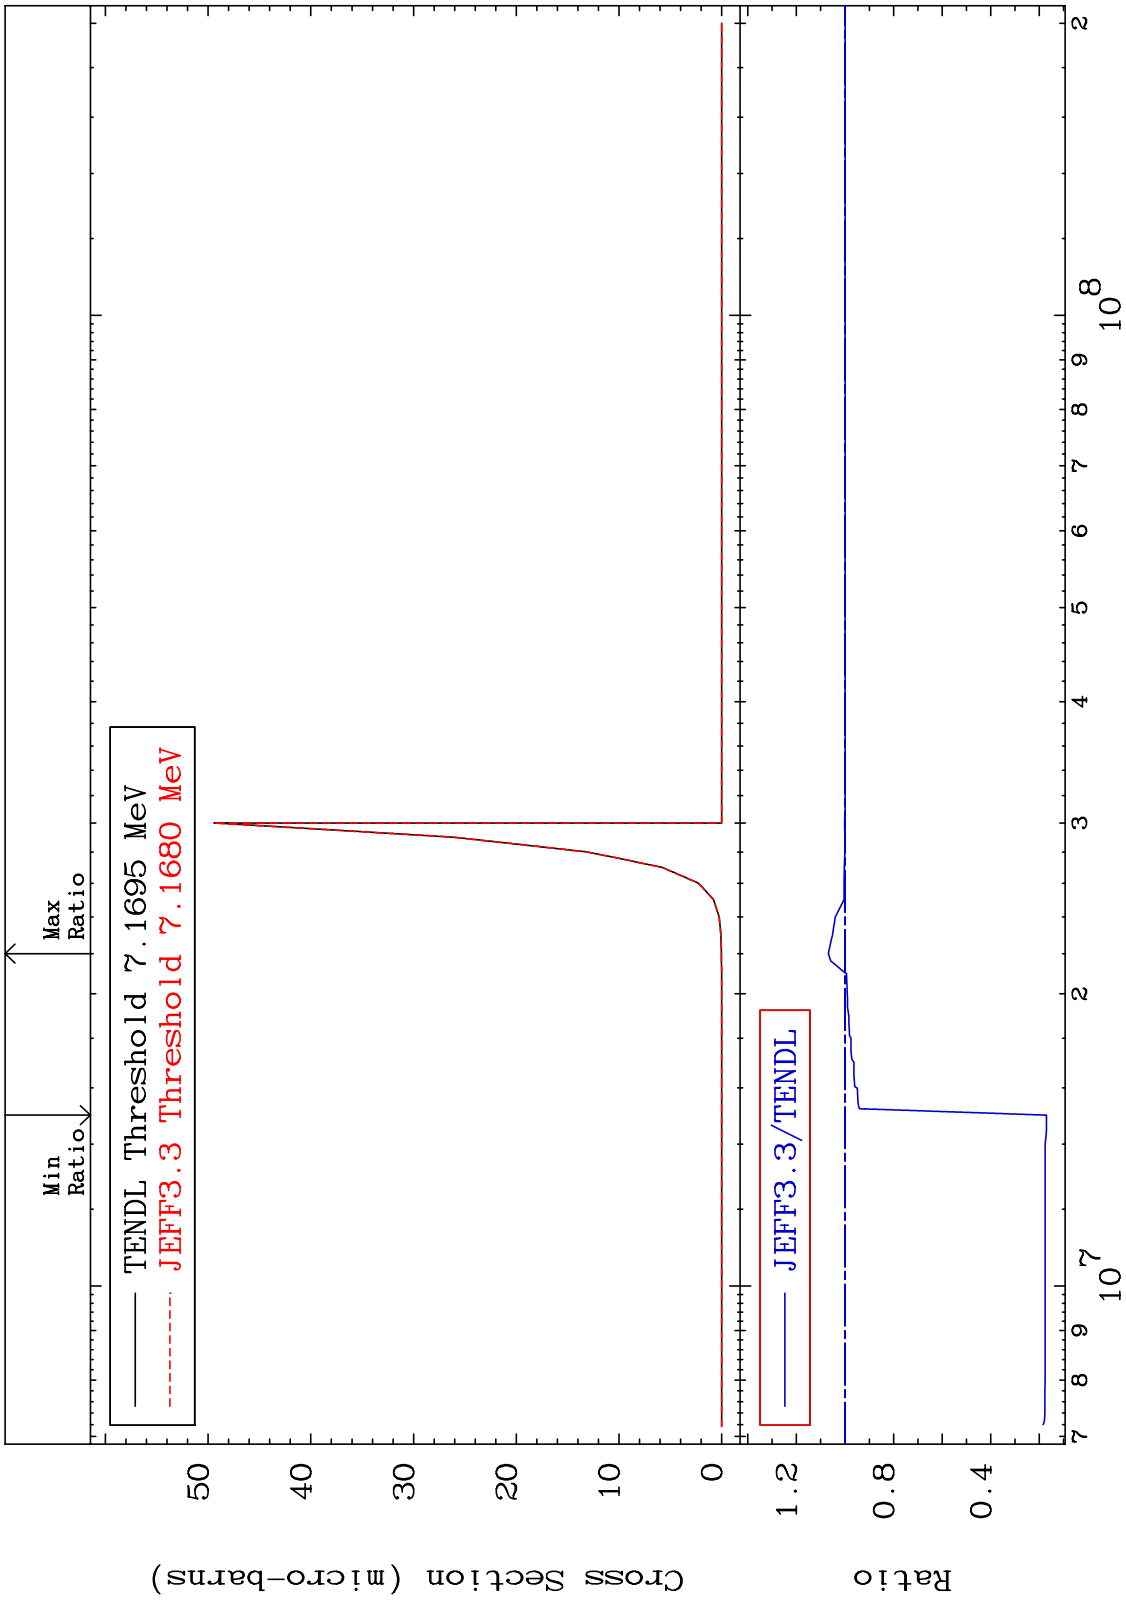 Min
Ratio
Max
Ratio
TENDL Threshold 7.1695 MeV
JEFF3.3 Threshold 7.1680 MeV
50
40
30
20
10
0
Cross Section (micro-barns)
JEFF3.3/TENDL
1.2
0.8
0.4
Ratio
7 8 9 10^7 2 3 4 5 6 7 8 9 10^8 2